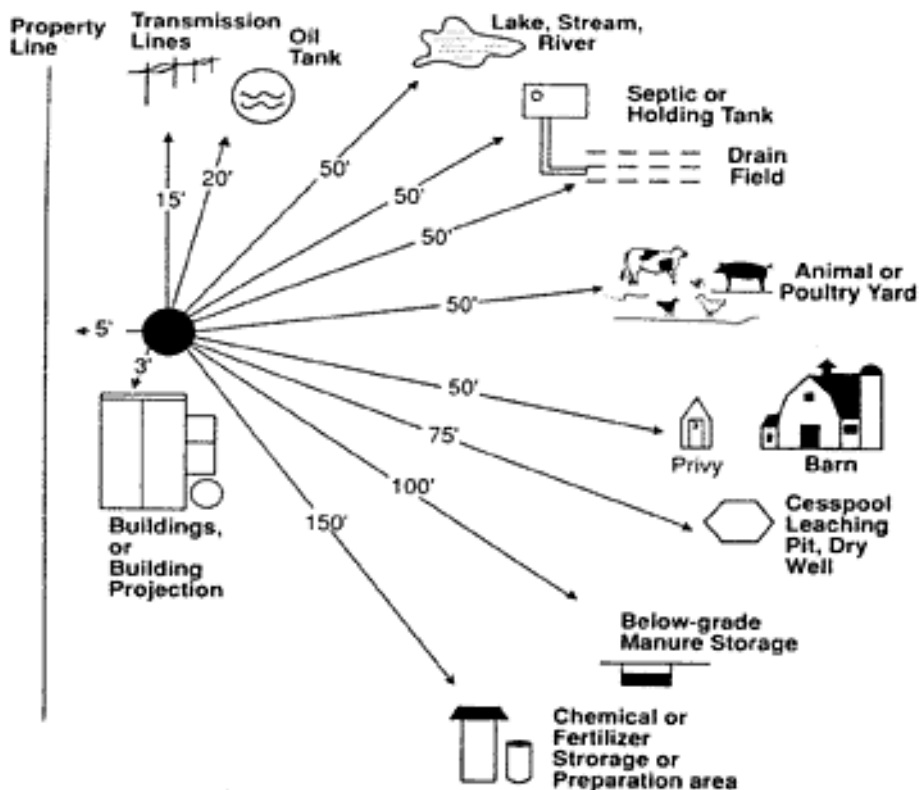 Property
Line
Transmission
Lines
Oil
Tank
Lake, Stream,
River
Septic or
Holding Tank
Drain
Field
15'
20'
50'
50'
50'
Animal or
Poultry Yard
50'
5'
3'
50'
Privy
Barn
75'
Cesspool
Leaching
Pit, Dry
Well
100'
150'
Buildings,
or
Building
Projection
Below-grade
Manure Storage
Chemical or
Fertilizer
Strorage or
Preparation area